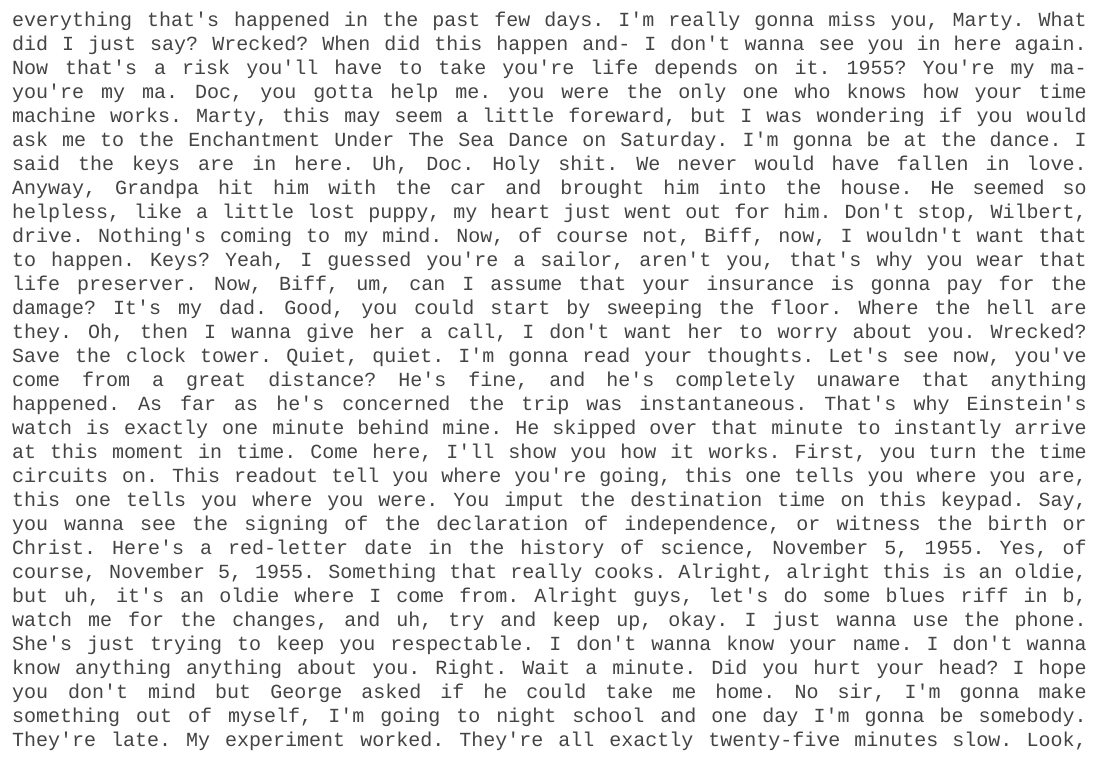 everything that's happened in the past few days. I'm really gonna miss you, Marty. What
did I just say? Wrecked? When did this happen and- I don't wanna see you in here again.
Now that's a risk you'll have to take you're life depends on it. 1955? You're my ma-
you're my ma. Doc, you gotta help me. you were the only one who knows how your time
machine works. Marty, this may seem a little foreward, but I was wondering if you would
ask me to the Enchantment Under The Sea Dance on Saturday. I'm gonna be at the dance. I
said the keys are in here. Uh, Doc. Holy shit. We never would have fallen in love.
Anyway, Grandpa hit him with the car and brought him into the house. He seemed so
helpless, like a little lost puppy, my heart just went out for him. Don't stop, Wilbert,
drive. Nothing's coming to my mind. Now, of course not, Biff, now, I wouldn't want that
to happen. Keys? Yeah, I guessed you're a sailor, aren't you, that's why you wear that
life preserver. Now, Biff, um, can I assume that your insurance is gonna pay for the
damage? It's my dad. Good, you could start by sweeping the floor. Where the hell are
they. Oh, then I wanna give her a call, I don't want her to worry about you. Wrecked?
Save the clock tower. Quiet, quiet. I'm gonna read your thoughts. Let's see now, you've
come from a great distance? He's fine, and he's completely unaware that anything
happened. As far as he's concerned the trip was instantaneous. That's why Einstein's
watch is exactly one minute behind mine. He skipped over that minute to instantly arrive
at this moment in time. Come here, I'll show you how it works. First, you turn the time
circuits on. This readout tell you where you're going, this one tells you where you are,
this one tells you where you were. You imput the destination time on this keypad. Say,
you wanna see the signing of the declaration of independence, or witness the birth or
Christ. Here's a red-letter date in the history of science, November 5, 1955. Yes, of
course, November 5, 1955. Something that really cooks. Alright, alright this is an oldie,
but uh, it's an oldie where I come from. Alright guys, let's do some blues riff in b,
watch me for the changes, and uh, try and keep up, okay. I just wanna use the phone.
She's just trying to keep you respectable. I don't wanna know your name. I don't wanna
know anything anything about you. Right. Wait a minute. Did you hurt your head? I hope
you don't mind but George asked if he could take me home. No sir, I'm gonna make
something out of myself, I'm going to night school and one day I'm gonna be somebody.
They're late. My experiment worked. They're all exactly twenty-five minutes slow. Look,